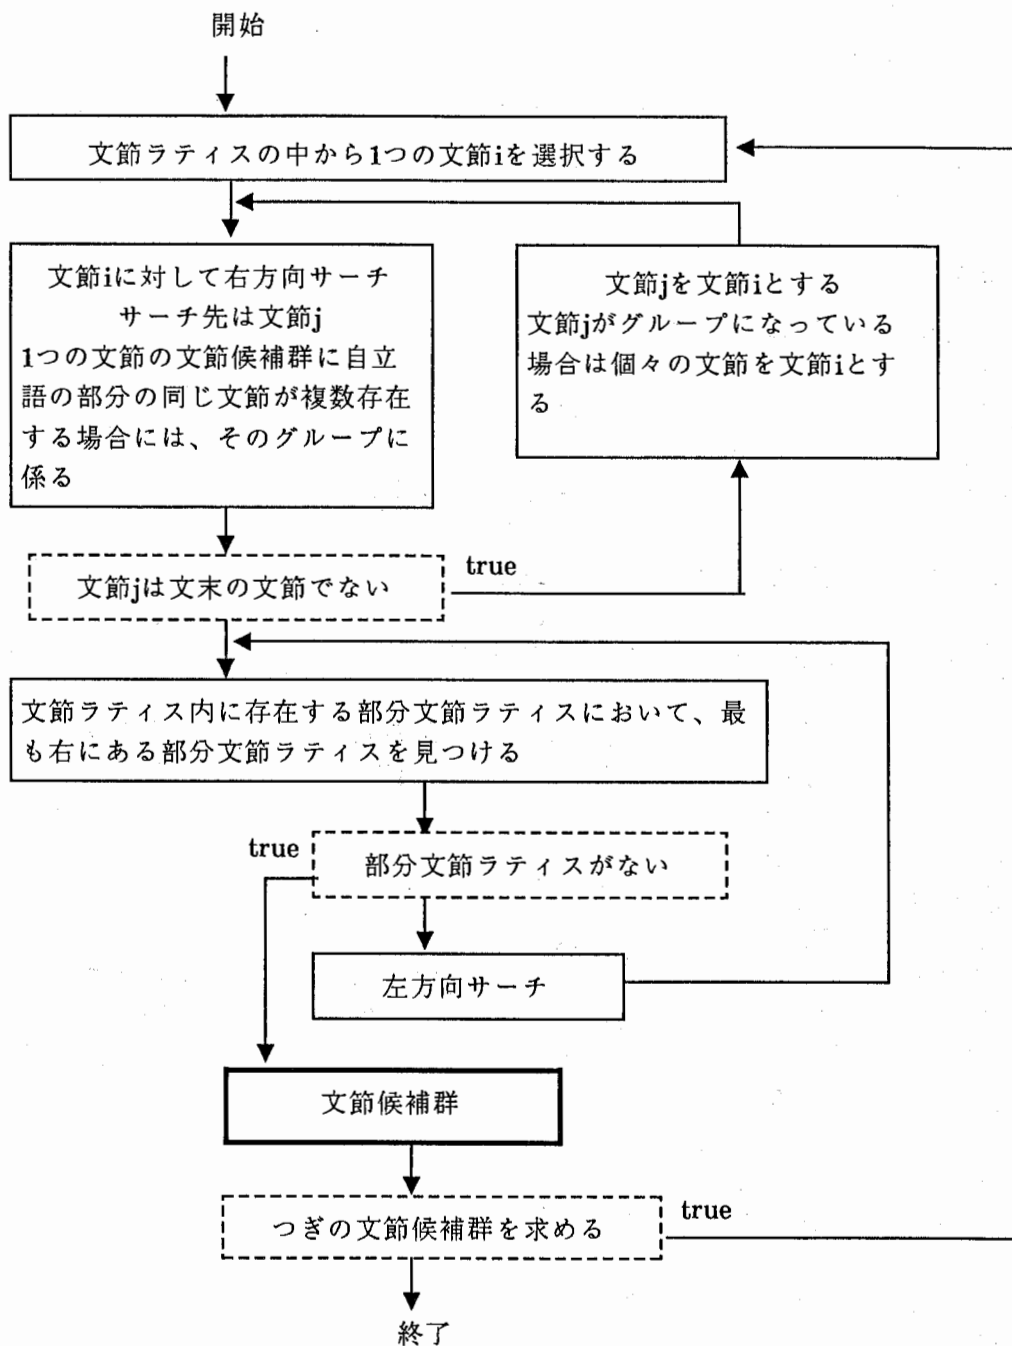 開始
文節ラティスの中から1つの文節iを選択する
文節iに対して右方向サーチ
サーチ先は文節j
1つの文節の文節候補群に自立
語の部分の同じ文節が複数存在
する場合には、そのグループに
係る
文節jを文節iとする
文節jがグループになっている
場合は個々の文節を文節iとす
る
文節jは文末の文節でない
true
文節ラティス内に存在する部分文節ラティスにおいて、最
も右にある部分文節ラティスを見つける
true
部分文節ラティスがない
左方向サーチ
文節候補群
つぎの文節候補群を求める
true
終了